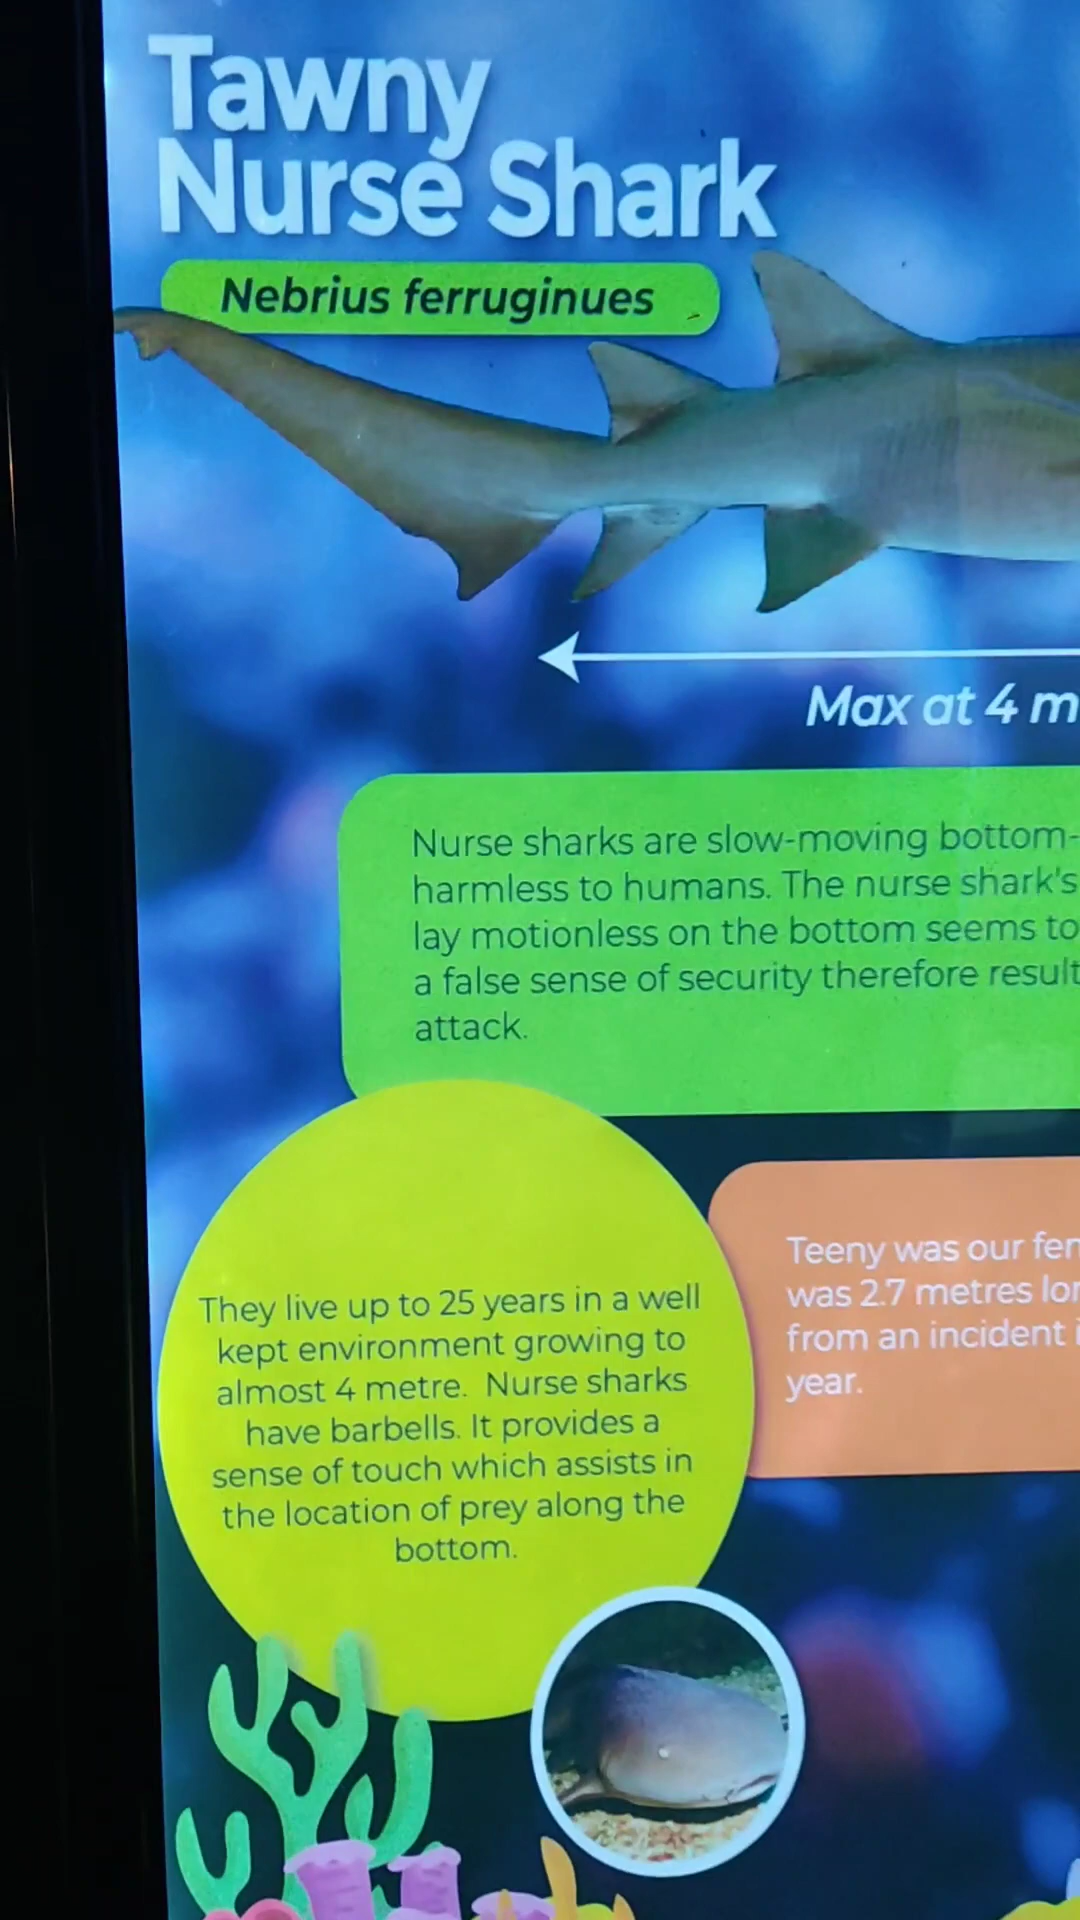 Tawny
Nurse Shark
Nebrius ferruginues
Max at 4 m
Nurse sharks are slow-moving bottom-
harmless to humans. The nurse shark's
lay motionless on the bottom seems to
a false sense of security therefore result
attack.
They live up to 25 years in a well
kept environment growing to
almost 4 metre. Nurse sharks
have barbells. It provides a
sense of touch which assists in
the location of prey along the
bottom.
Teeny was our
was 2.7 metres
from an incident
year.